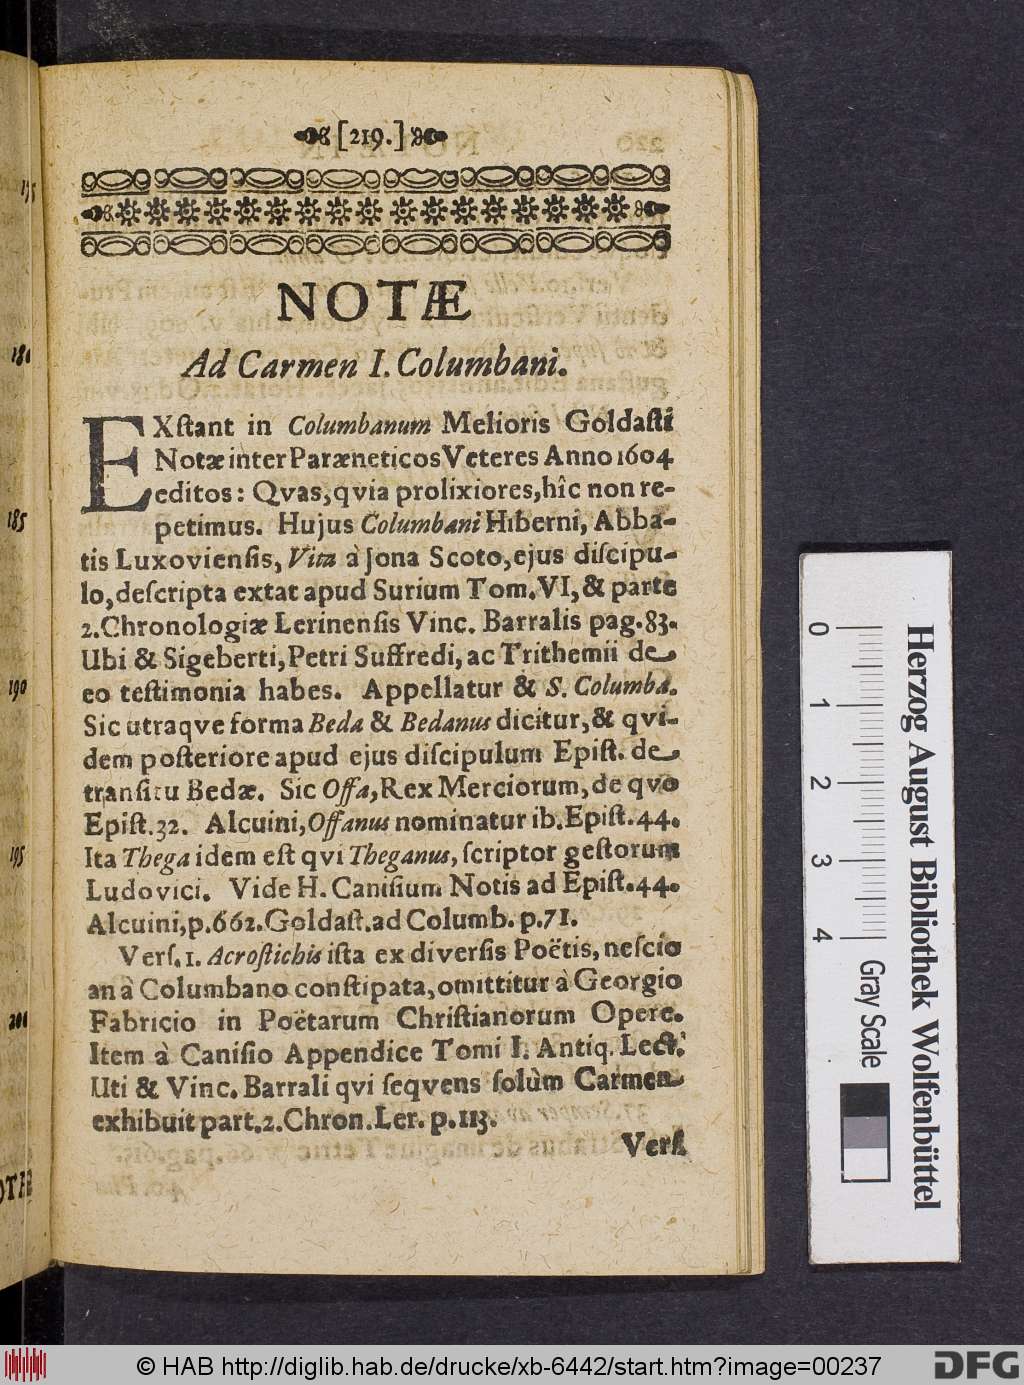 [219.]
NOTÆ
Ad Carmen I. Columbani.
EXſtant in Columbanum Melioris Goldaſti
Notæ inter Paræneticos Veteres Anno 1604
editos: Qvas, qvia prolixiores, hîc non re-
petimus. Hujus Columbani Hiberni, Abba-
tis Luxovienſis, Vita à Jona Scoto, ejus diſcipu-
lo, deſcripta extat apud Surium Tom. VI, & parte
2. Chronologiæ Lerinenſis Vinc. Barralis pag. 83.
Ubi & Sigeberti, Petri Suffredi, ac Trithemii de
eo teſtimonia habes. Appellatur & S. Columba.
Sic utraqve forma Beda & Bedanus dicitur, & qvi-
dem poſteriore apud ejus diſcipulum Epiſt. de
tranſitu Bedæ. Sic Offa, Rex Merciorum, de qvo
Epiſt. 32. Alcuini, Offanus nominatur ib. Epiſt. 44.
Ita Thega idem eſt qvi Theganus, ſcriptor geſtorum
Ludovici. Vide H. Caniſium Notis ad Epiſt. 44.
Alcuini, p. 662. Goldaſt. ad Columb. p. 71.
Verſ. 1. Acroſtichis iſta ex diverſis Poëtis, neſcio
an à Columbano conſtipata, omittitur à Georgio
Fabricio in Poëtarum Chriſtianorum Opere.
Item à Caniſio Appendice Tomi I. Antiq. Lect.
Uti & Vinc. Barrali qvi ſeqvens ſolùm Carmen
exhibuit part. 2. Chron. Ler. p. 113.
Verſ.
180
185
190
195
200
0 1 2 3 4
Gray Scale
Herzog August Bibliothek Wolfenbüttel
© HAB http://diglib.hab.de/drucke/xb-6442/start.htm?image=00237
DFG